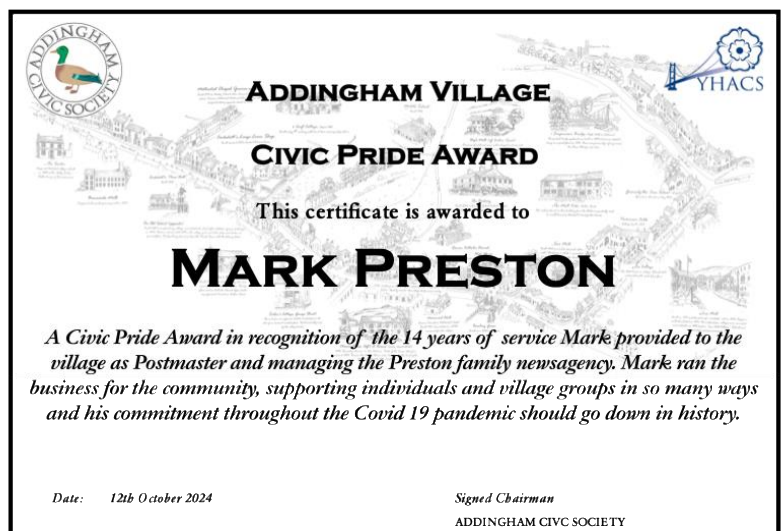 ADDINGHAM
CIVIC SOCIETY
YHACS
ADDINGHAM VILLAGE
CIVIC PRIDE AWARD
This certificate is awarded to
MARK PRESTON
A Civic Pride Award in recognition of the 14 years of service Mark provided to the
village as Postmaster and managing the Preston family newsagency. Mark ran the
business for the community, supporting individuals and village groups in so many ways
and his commitment throughout the Covid 19 pandemic should go down in history.
Date: 12th October 2024
Signed Chairman
ADDINGHAM CIVC SOCIETY